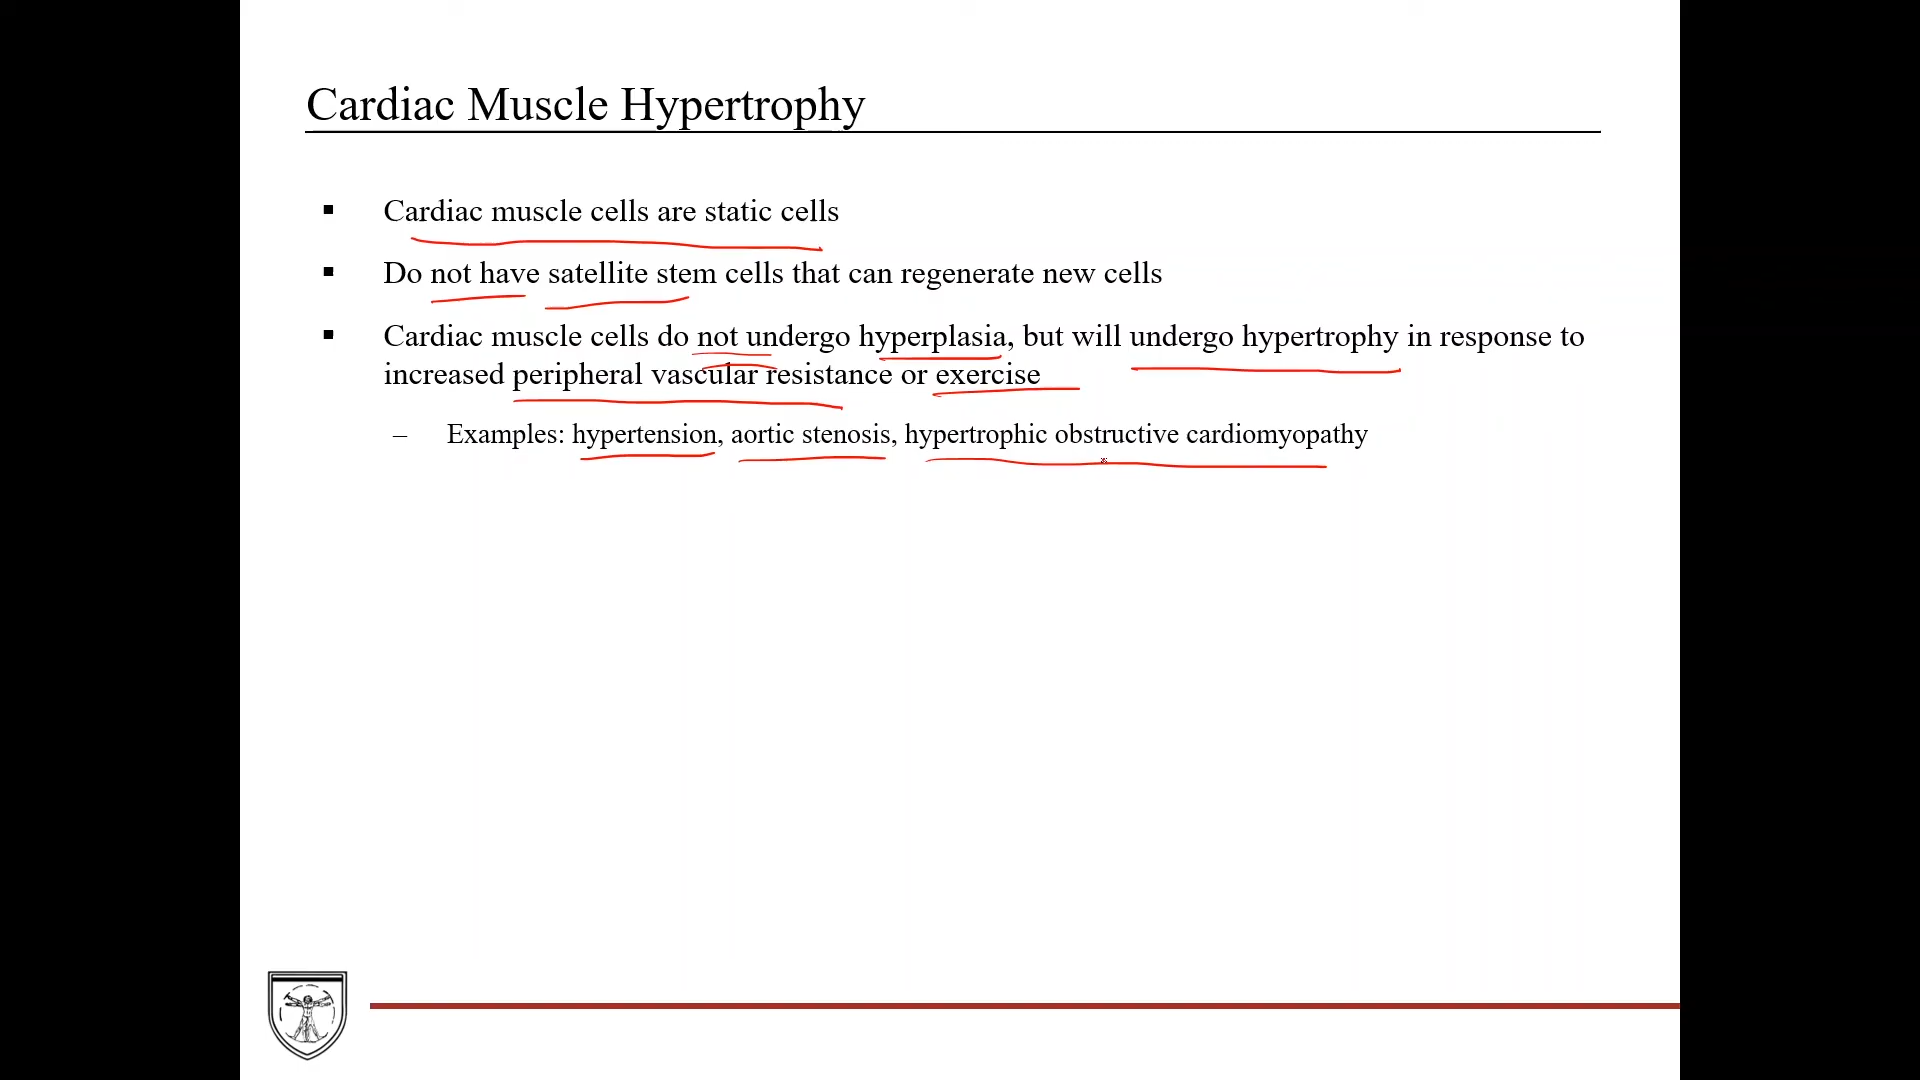 Cardiac Muscle Hypertrophy
▪ Cardiac muscle cells are static cells
▪ Do not have satellite stem cells that can regenerate new cells
▪ Cardiac muscle cells do not undergo hyperplasia, but will undergo hypertrophy in response to
increased peripheral vascular resistance or exercise
– Examples: hypertension, aortic stenosis, hypertrophic obstructive cardiomyopathy